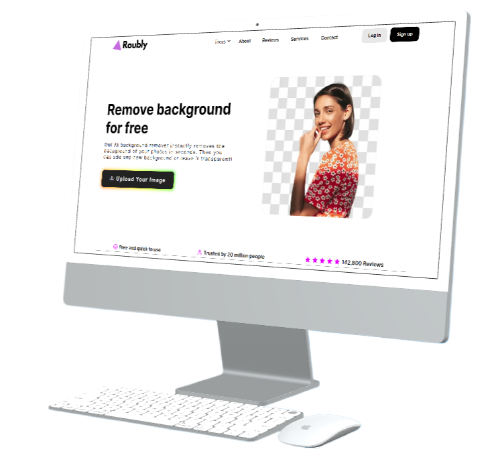 Roubly
About
Reviews
Services
Contact
Log In
Sign up
Remove background
for free
Our AI background remover instantly removes the
background of your photos in seconds. Then you
can add any new background or leave it transparent!
Upload Your Image
Free and quick to use
Trusted by 20 million people
142,800 Reviews